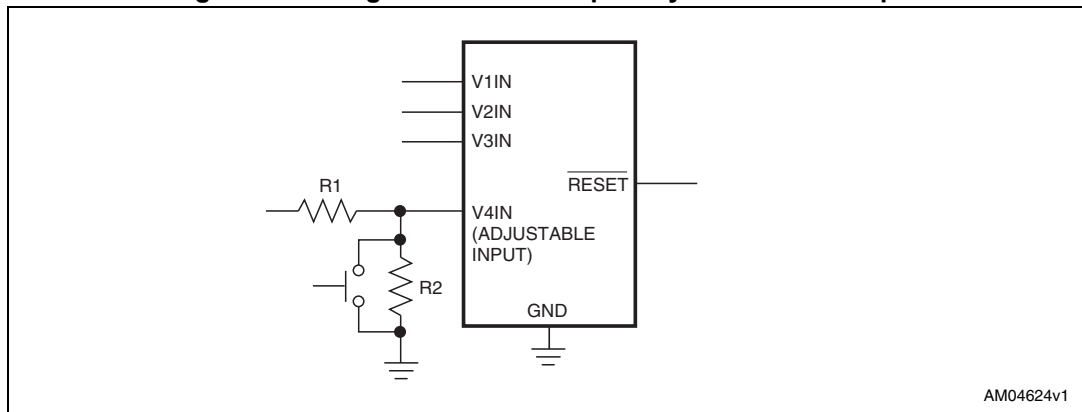 V1IN
V2IN
V3IN
RESET
R1
V4IN
(ADJUSTABLE
INPUT)
R2
GND
AM04624v1